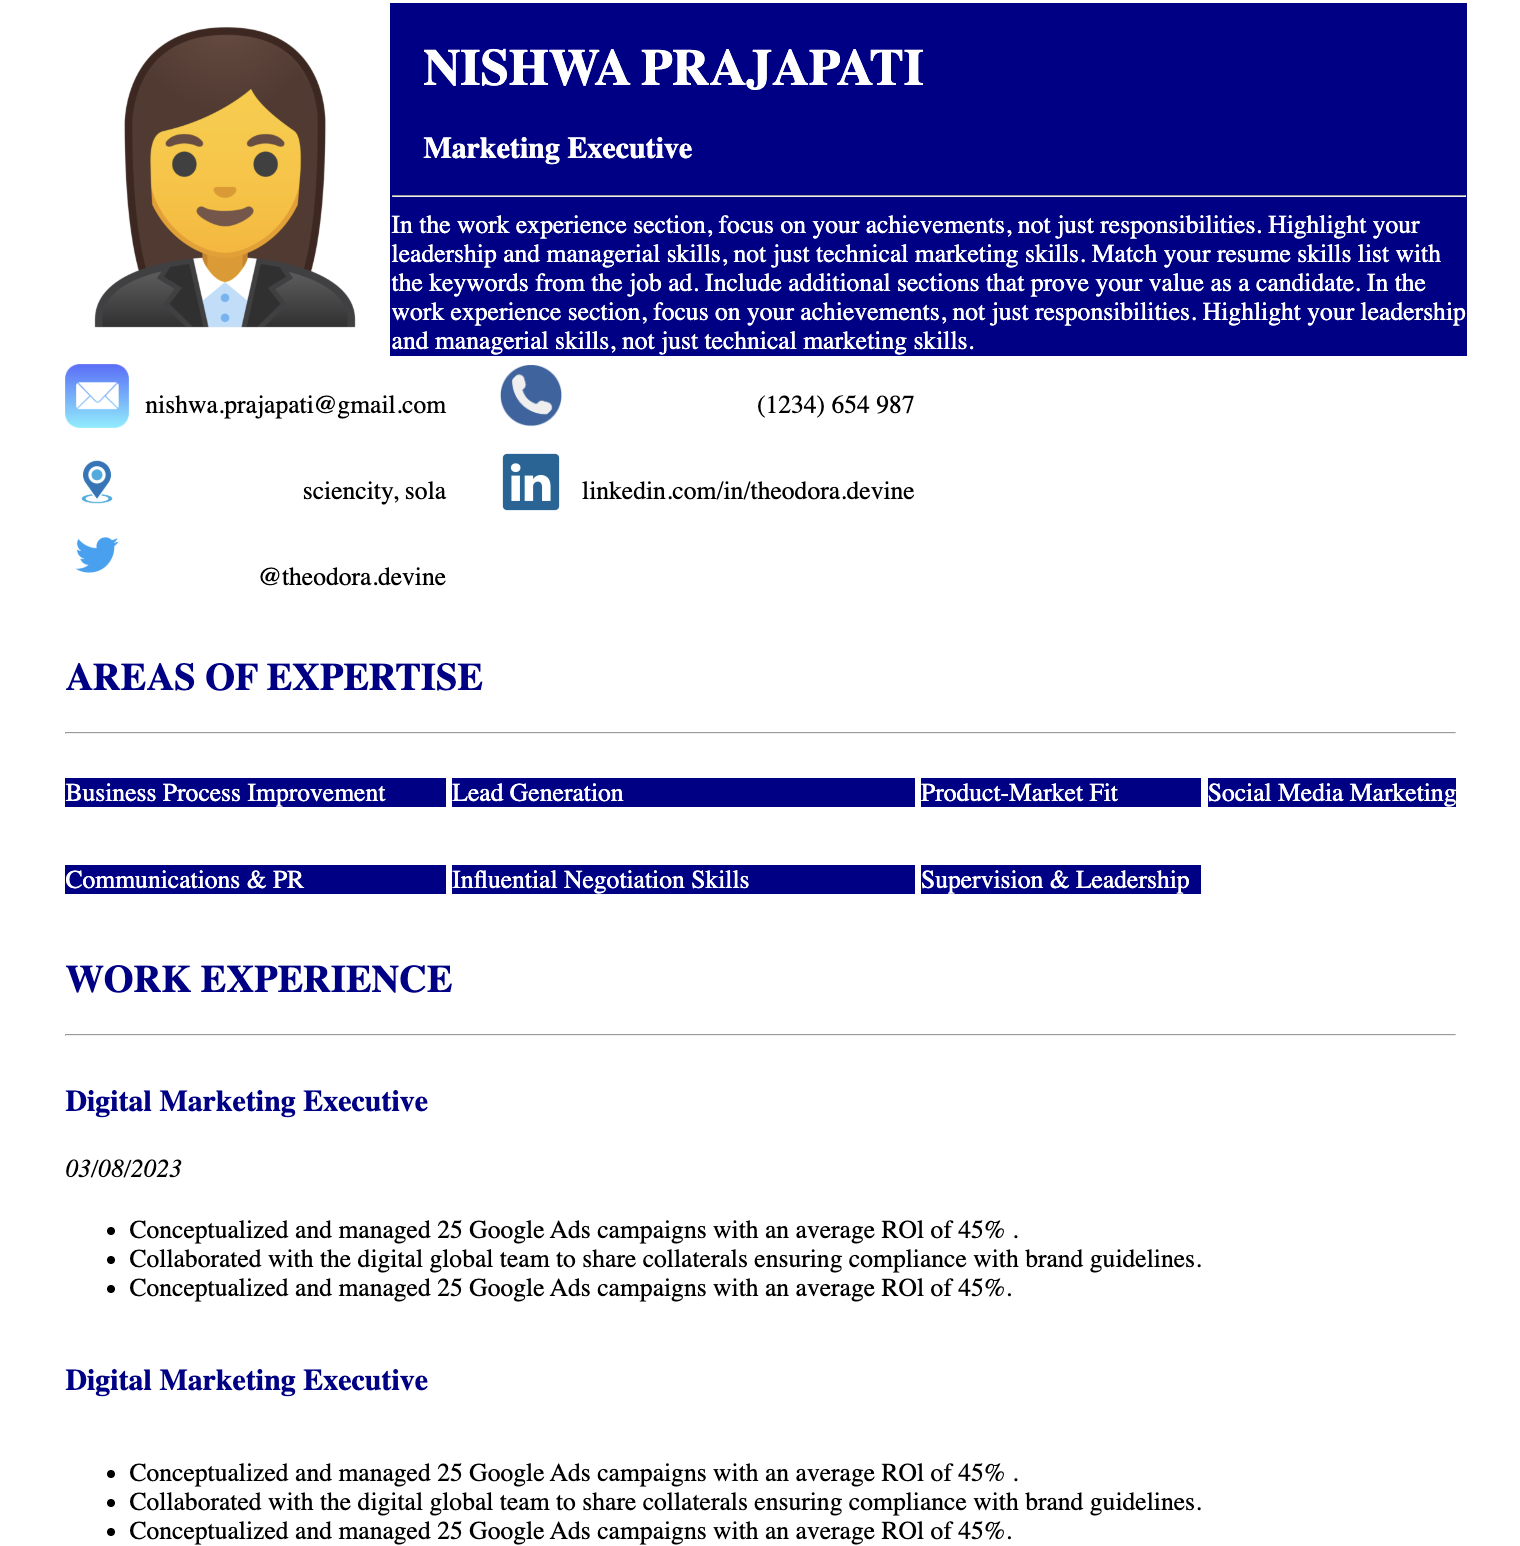 NISHWA PRAJAPATI
Marketing Executive
In the work experience section, focus on your achievements, not just responsibilities. Highlight your
leadership and managerial skills, not just technical marketing skills. Match your resume skills list with
the keywords from the job ad. Include additional sections that prove your value as a candidate. In the
work experience section, focus on your achievements, not just responsibilities. Highlight your leadership
and managerial skills, not just technical marketing skills.
nishwa.prajapati@gmail.com (1234) 654 987
sciencity, sola in linkedin.com/in/theodora.devine
@theodora.devine
AREAS OF EXPERTISE
Business Process Improvement Lead Generation Product-Market Fit Social Media Marketing
Communications & PR Influential Negotiation Skills Supervision & Leadership
WORK EXPERIENCE
Digital Marketing Executive
03/08/2023
• Conceptualized and managed 25 Google Ads campaigns with an average ROl of 45% .
• Collaborated with the digital global team to share collaterals ensuring compliance with brand guidelines.
• Conceptualized and managed 25 Google Ads campaigns with an average ROl of 45%.
Digital Marketing Executive
• Conceptualized and managed 25 Google Ads campaigns with an average ROl of 45% .
• Collaborated with the digital global team to share collaterals ensuring compliance with brand guidelines.
• Conceptualized and managed 25 Google Ads campaigns with an average ROl of 45%.